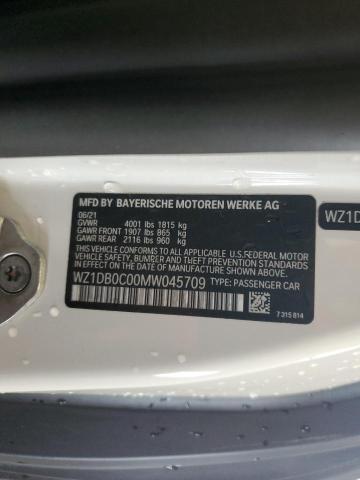 MFD BY BAYERISCHE MOTOREN WERKE AG
06/21
GVWR 4001 lbs 1815 kg
GAWR FRONT 1907 lbs 865 kg
GAWR REAR 2116 lbs 960 kg
THIS VEHICLE CONFORMS TO ALL APPLICABLE U.S.FEDERAL MOTOR
VEHICLE SAFETY, BUMPER AND THEFT PREVENTION STANDARDS
IN EFFECT ON THE DATE OF MANUFACTURE SHOWN ABOVE.
WZ1DB0C00MW045709 TYPE: PASSENGER CAR
7 315 814